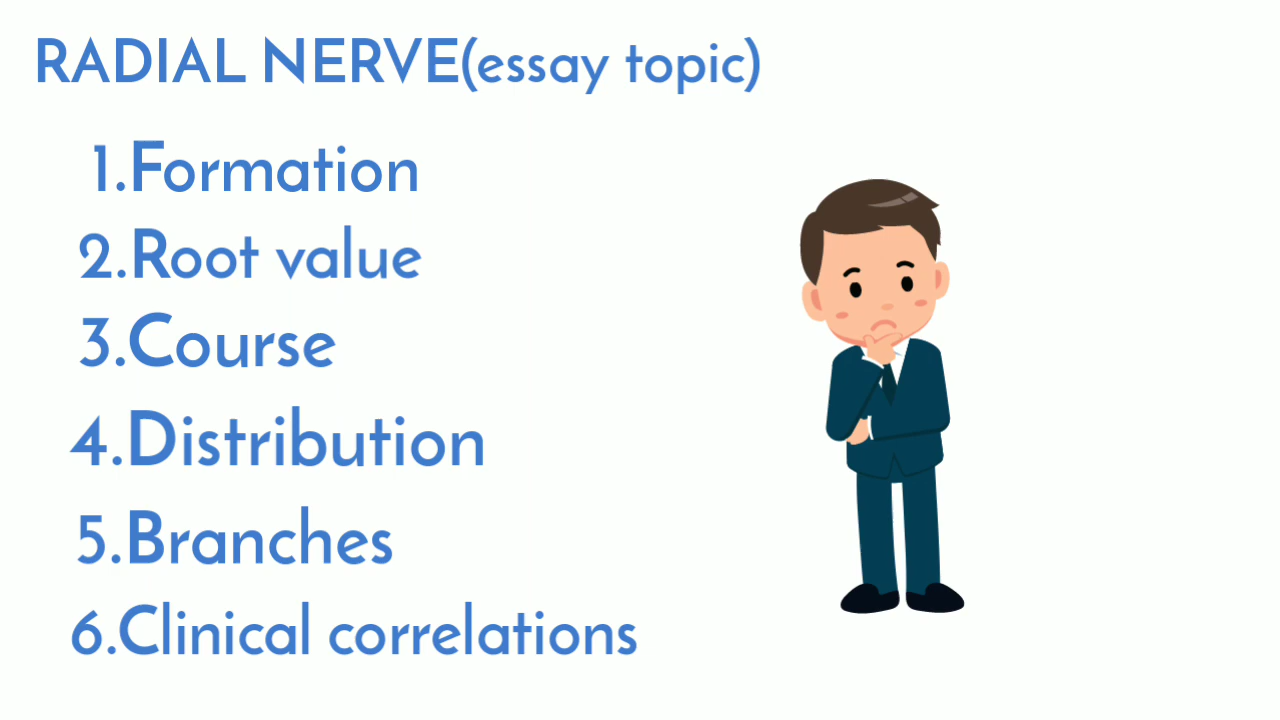 RADIAL NERVE(essay topic)
1.Formation
2.Root value
3.Course
4.Distribution
5.Branches
6.Clinical correlations